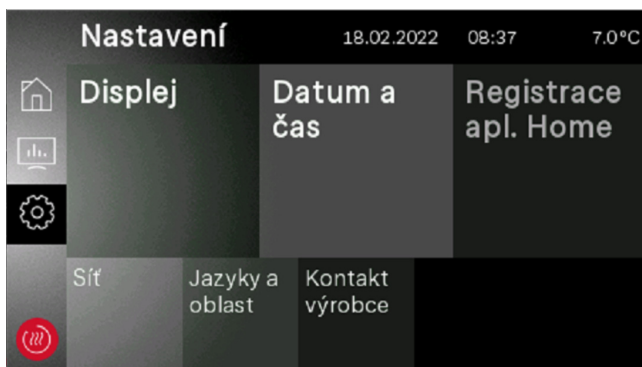 Nastavení 18.02.2022 08:37 7.0°C
Displej
Datum a
čas
Registrace
apl. Home
Síť
Jazyky a
oblast
Kontakt
výrobce